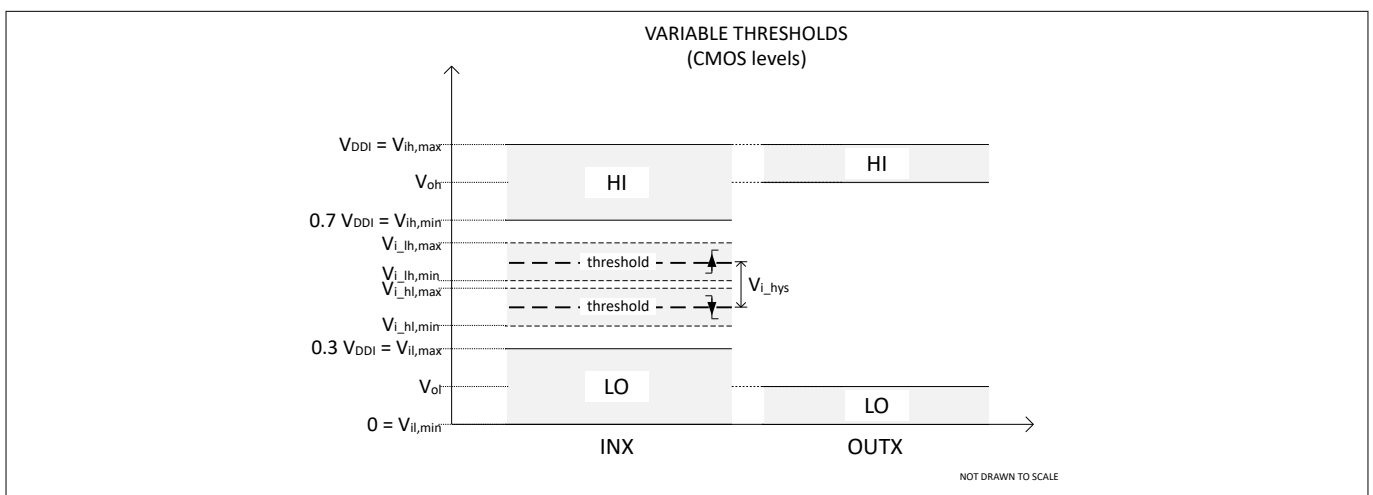 VARIABLE THRESHOLDS
(CMOS levels)
VDDI = Vih,max
HI
HI
Voh
0.7 VDDI = Vih,min
Vi_lh,max
threshold
Vi_lh,min
Vi_hl,max
Vi_hys
threshold
Vi_hl,min
0.3 VDDI = Vil,max
Vol
LO
LO
0 = Vil,min
INX
OUTX
NOT DRAWN TO SCALE